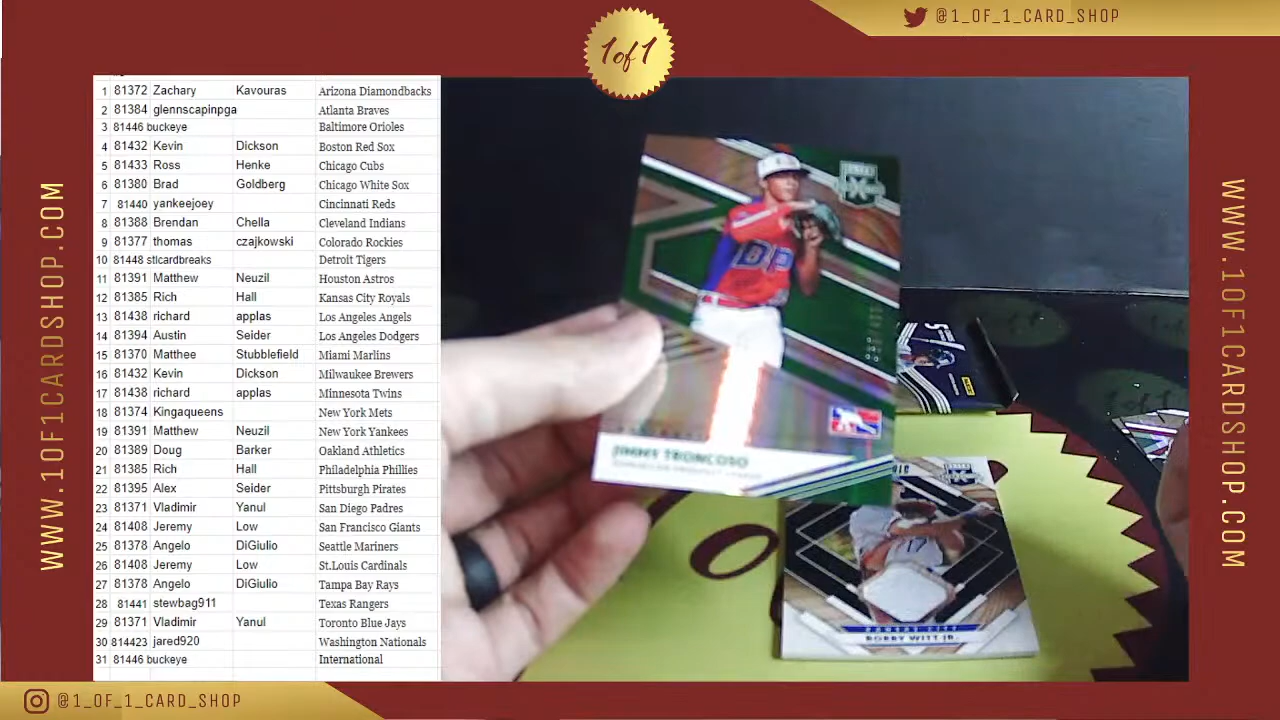 @1_OF_1_CARD_SHOP
1of1
1 81372 Zachary Kavouras Arizona Diamondbacks
2 81384 glennscapinpga Atlanta Braves
3 81446 buckeye Baltimore Orioles
4 81432 Kevin Dickson Boston Red Sox
5 81433 Ross Henke Chicago Cubs
6 81380 Brad Goldberg Chicago White Sox
7 81440 yankeejoey Cincinnati Reds
8 81388 Brendan Chella Cleveland Indians
9 81377 thomas czajkowski Colorado Rockies
10 81448 stlcardbreaks Detroit Tigers
11 81391 Matthew Neuzil Houston Astros
12 81385 Rich Hall Kansas City Royals
13 81438 richard applas Los Angeles Angels
14 81394 Austin Seider Los Angeles Dodgers
15 81370 Matthee Stubblefield Miami Marlins
16 81432 Kevin Dickson Milwaukee Brewers
17 81438 richard applas Minnesota Twins
18 81374 Kingaqueens New York Mets
19 81391 Matthew Neuzil New York Yankees
20 81389 Doug Barker Oakland Athletics
21 81385 Rich Hall Philadelphia Phillies
22 81395 Alex Seider Pittsburgh Pirates
23 81371 Vladimir Yanul San Diego Padres
24 81408 Jeremy Low San Francisco Giants
25 81378 Angelo DiGiulio Seattle Mariners
26 81408 Jeremy Low St.Louis Cardinals
27 81378 Angelo DiGiulio Tampa Bay Rays
28 81441 stewbag911 Texas Rangers
29 81371 Vladimir Yanul Toronto Blue Jays
30 814423 jared920 Washington Nationals
31 81446 buckeye International
WWW.1OF1CARDSHOP.COM
BP
JIMMY TRONCOSO
17
KANSAS CITY
BOBBY WITT JR.
WWW.1OF1CARDSHOP.COM
@1_OF_1_CARD_SHOP